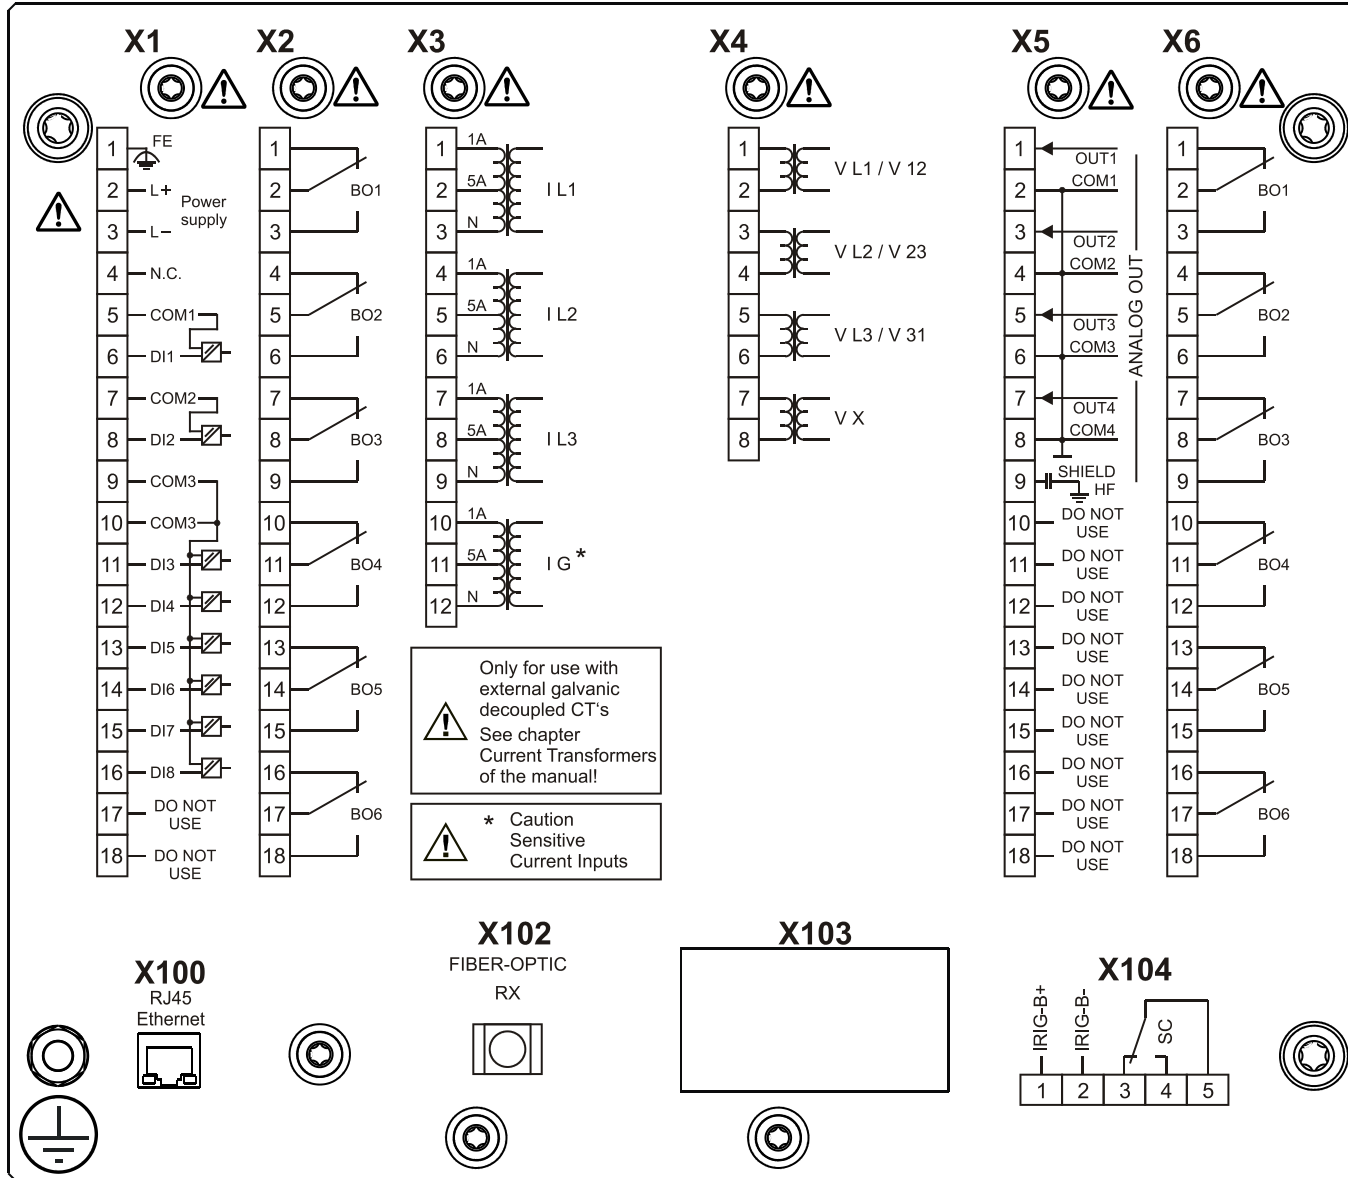 X1
1 FE
2 L+ Power
supply
3 L–
4 N.C.
5 COM1
6 DI1
7 COM2
8 DI2
9 COM3
10 COM3
11 DI3
12 DI4
13 DI5
14 DI6
15 DI7
16 DI8
17 DO NOT
USE
18 DO NOT
USE
X2
1
2 BO1
3
4
5 BO2
6
7
8 BO3
9
10
11 BO4
12
13
14 BO5
15
16
17 BO6
18
X3
1 1A
2 5A I L1
3 N
4 1A
5 5A I L2
6 N
7 1A
8 5A I L3
9 N
10 1A
11 5A I G *
12 N
Only for use with
external galvanic
decoupled CT's
See chapter
Current Transformers
of the manual!
* Caution
Sensitive
Current Inputs
X4
1
V L1 / V 12
2
3
V L2 / V 23
4
5
V L3 / V 31
6
7
V X
8
X5
1 OUT1
2 COM1
3 OUT2
4 COM2
5 OUT3
6 COM3
7 OUT4
8 COM4
ANALOG OUT
9 SHIELD
HF
10 DO NOT
USE
11 DO NOT
USE
12 DO NOT
USE
13 DO NOT
USE
14 DO NOT
USE
15 DO NOT
USE
16 DO NOT
USE
17 DO NOT
USE
18 DO NOT
USE
X6
1
2 BO1
3
4
5 BO2
6
7
8 BO3
9
10
11 BO4
12
13
14 BO5
15
16
17 BO6
18
X100
RJ45
Ethernet
X102
FIBER-OPTIC
RX
X103
X104
IRIG-B+
IRIG-B-
SC
1 2 3 4 5